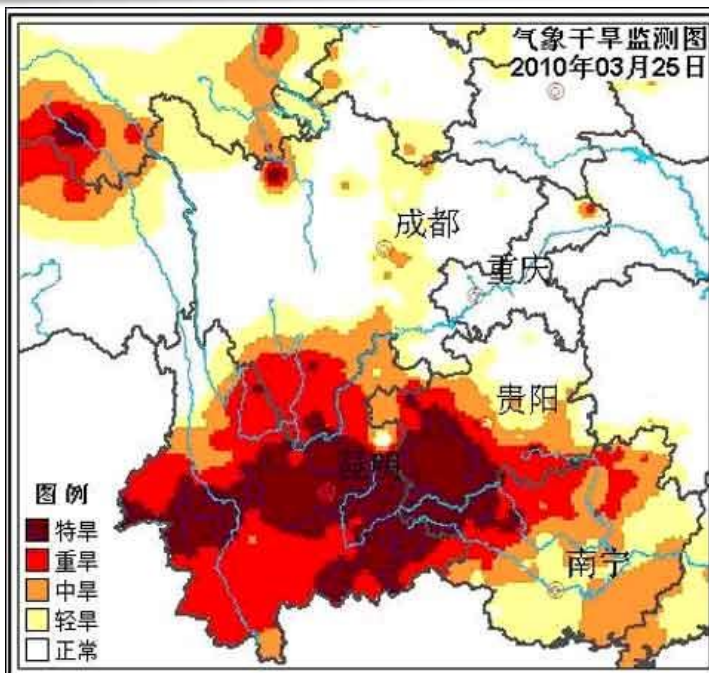 气象干旱监测图
2010年03月25日
成都
重庆
贵阳
昆明
南宁
图例
特旱
重旱
中旱
轻旱
正常